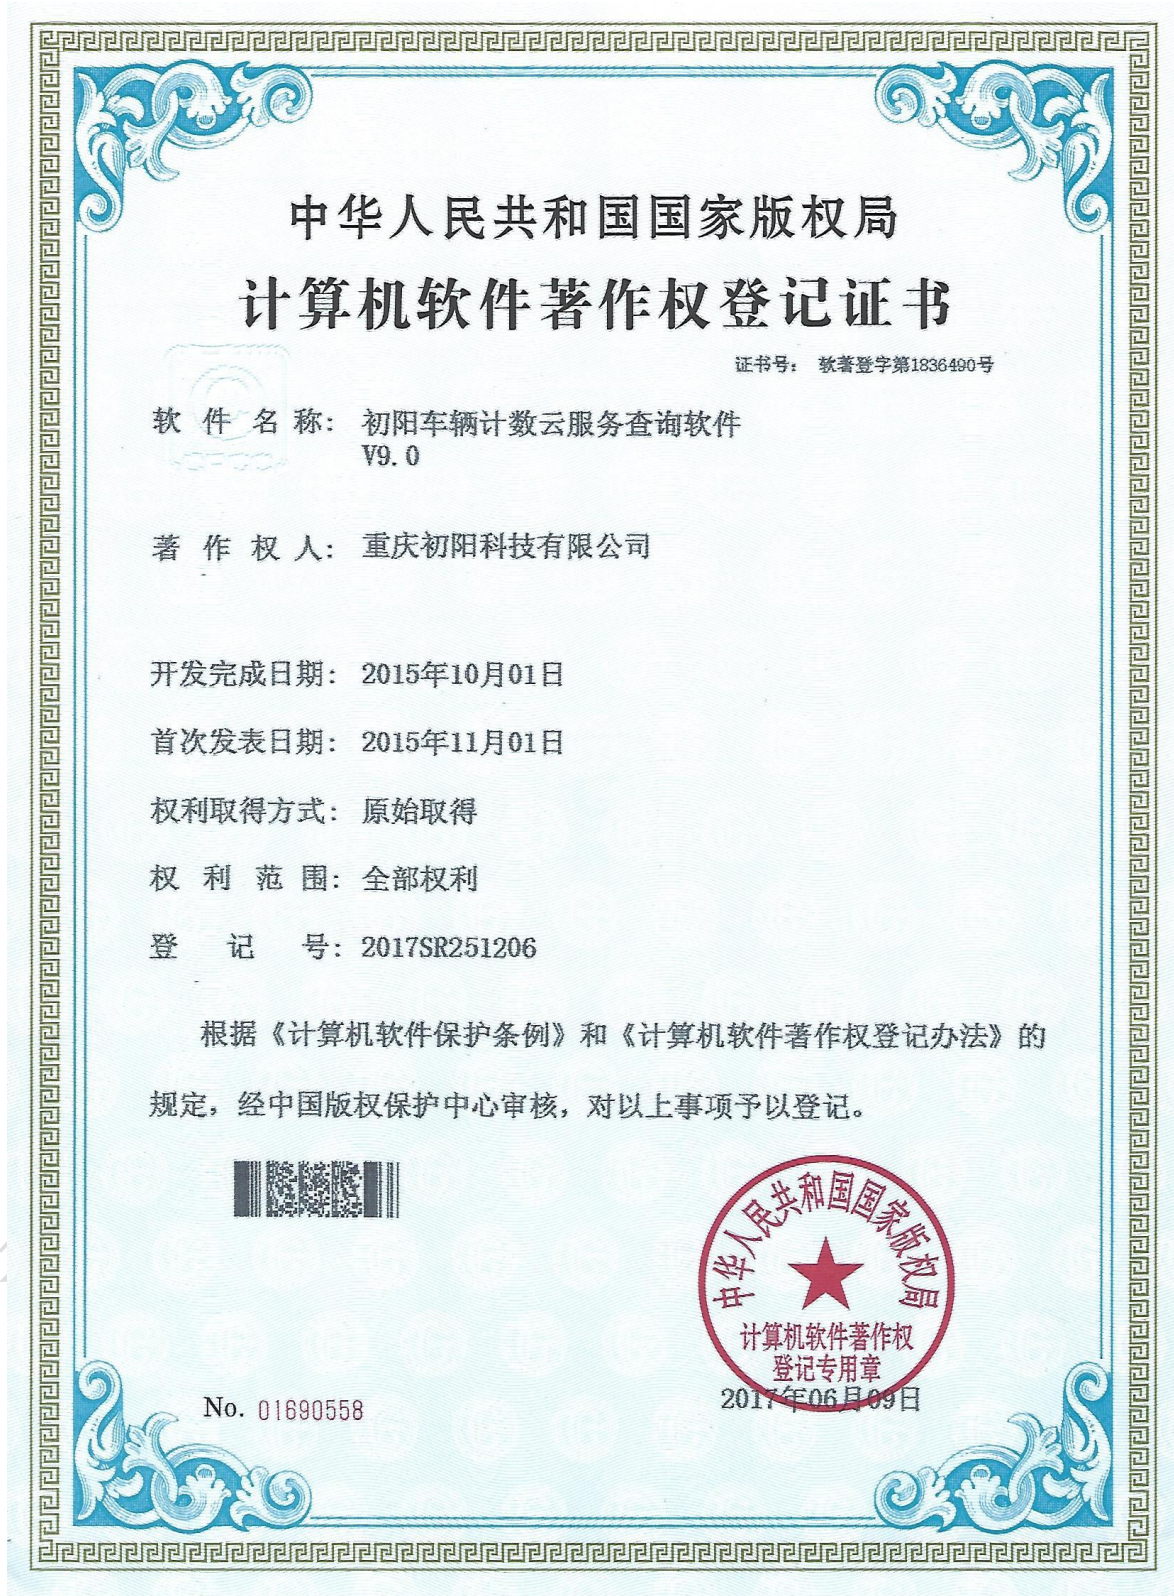 中华人民共和国国家版权局
计算机软件著作权登记证书
证书号： 软著登字第1836490号
软件名称： 初阳车辆计数云服务查询软件
V9.0
著作权人： 重庆初阳科技有限公司
开发完成日期： 2015年10月01日
首次发表日期： 2015年11月01日
权利取得方式： 原始取得
权利范围： 全部权利
登记号： 2017SR251206
根据《计算机软件保护条例》和《计算机软件著作权登记办法》的
规定，经中国版权保护中心审核，对以上事项予以登记。
中华人民共和国国家版权局
计算机软件著作权
登记专用章
2017年06月09日
No. 01690558